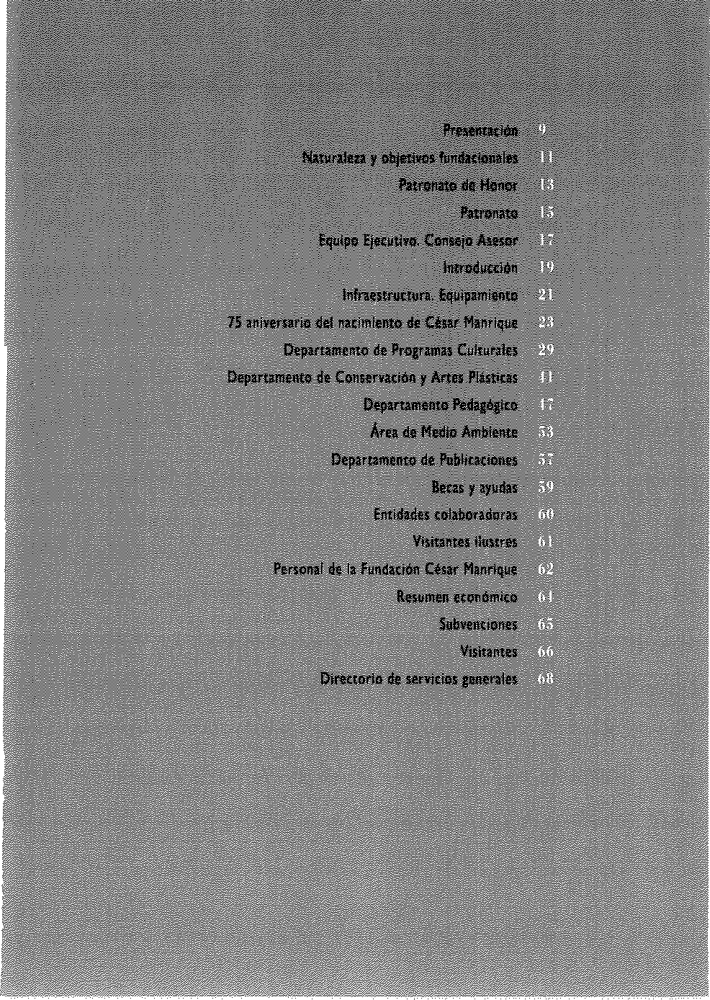 Presentación 9
Naturaleza y objetivos fundacionales 11
Patronato de Honor 13
Patronato 15
Equipo Ejecutivo. Consejo Asesor 17
Introducción 19
Infraestructura. Equipamiento 21
75 aniversario del nacimiento de César Manrique 23
Departamento de Programas Culturales 29
Departamento de Conservación y Artes Plásticas 41
Departamento Pedagógico 47
Área de Medio Ambiente 53
Departamento de Publicaciones 57
Becas y ayudas 59
Entidades colaboradoras 60
Visitantes ilustres 61
Personal de la Fundación César Manrique 62
Resumen económico 64
Subvenciones 65
Visitantes 66
Directorio de servicios generales 68